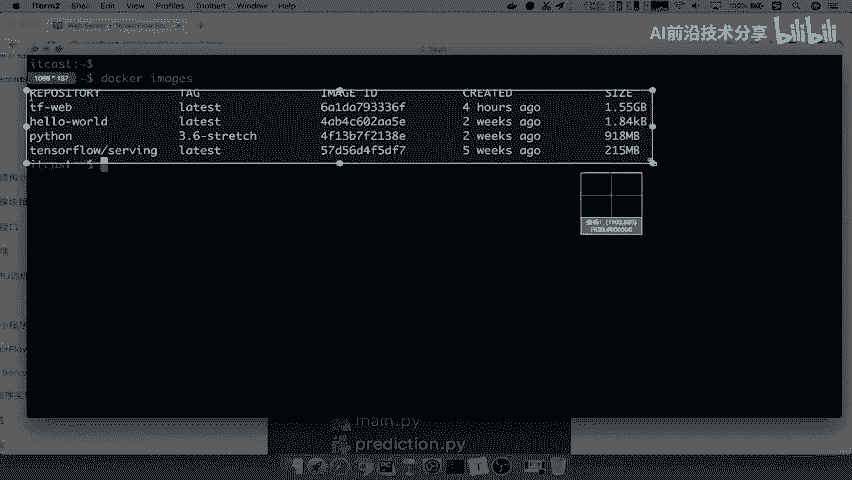 iTerm2 Shell Edit View Profiles Toolbelt Window Help
AI前沿技术分享 bilibili
itcast:~$
~$ docker images
REPOSITORY TAG IMAGE ID CREATED SIZE
tf-web latest 6a1da793336f 4 hours ago 1.55GB
hello-world latest 4ab4c602aa5e 2 weeks ago 1.84kB
python 3.6-stretch 4f13b7f2138e 2 weeks ago 918MB
tensorflow/serving latest 57d56d4f5df7 5 weeks ago 215MB
itcast:~$
main.py
prediction.py